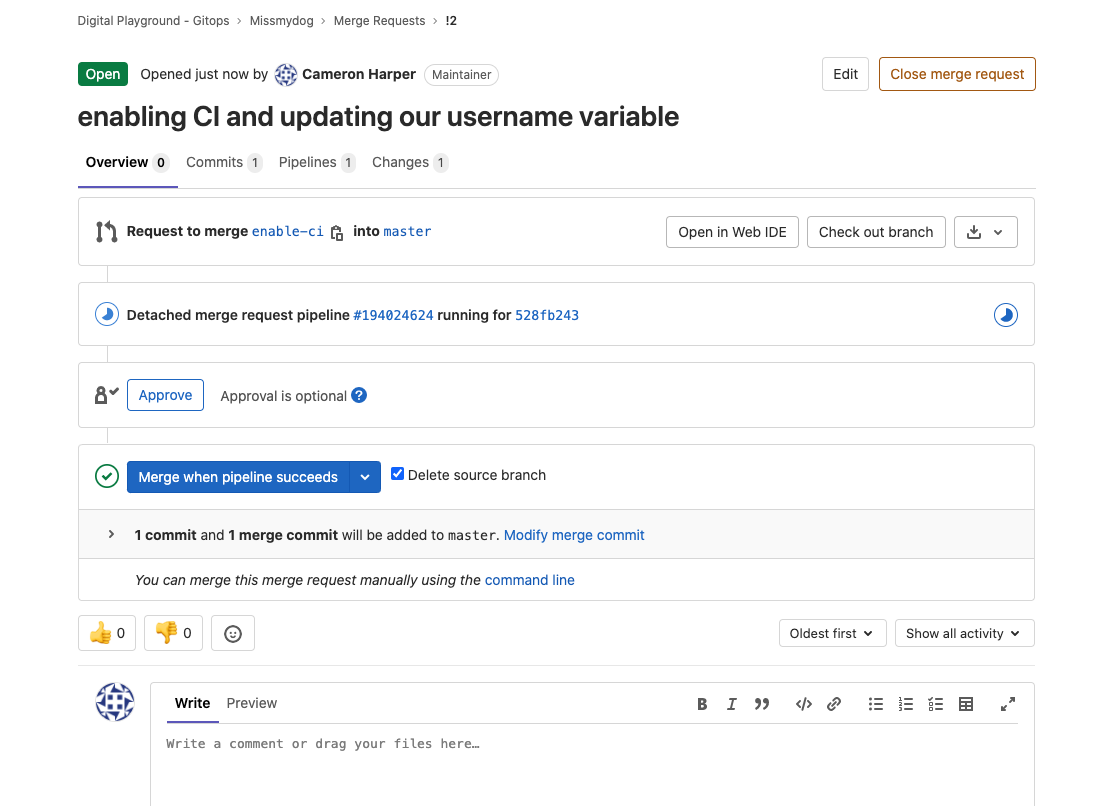 Digital Playground - Gitops › Missmydog › Merge Requests › !2
Open Opened just now by Cameron Harper Maintainer Edit Close merge request
enabling CI and updating our username variable
Overview 0 Commits 1 Pipelines 1 Changes 1
Request to merge enable-ci into master Open in Web IDE Check out branch
Detached merge request pipeline #194024624 running for 528fb243
Approve Approval is optional ?
Merge when pipeline succeeds Delete source branch
1 commit and 1 merge commit will be added to master. Modify merge commit
You can merge this merge request manually using the command line
👍 0 👎 0 Oldest first Show all activity
Write Preview
Write a comment or drag your files here…